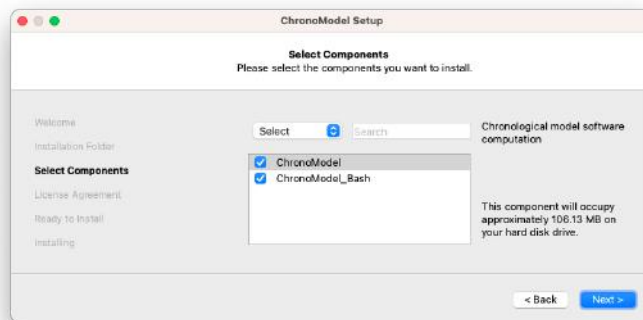 ChronoModel Setup
Select Components
Please select the components you want to install.
Welcome
Installation Folder
Select Components
License Agreement
Ready to Install
Installing
Select
Search
ChronoModel
ChronoModel_Bash
Chronological model software
computation
This component will occupy
approximately 106.13 MB on
your hard disk drive.
< Back
Next >